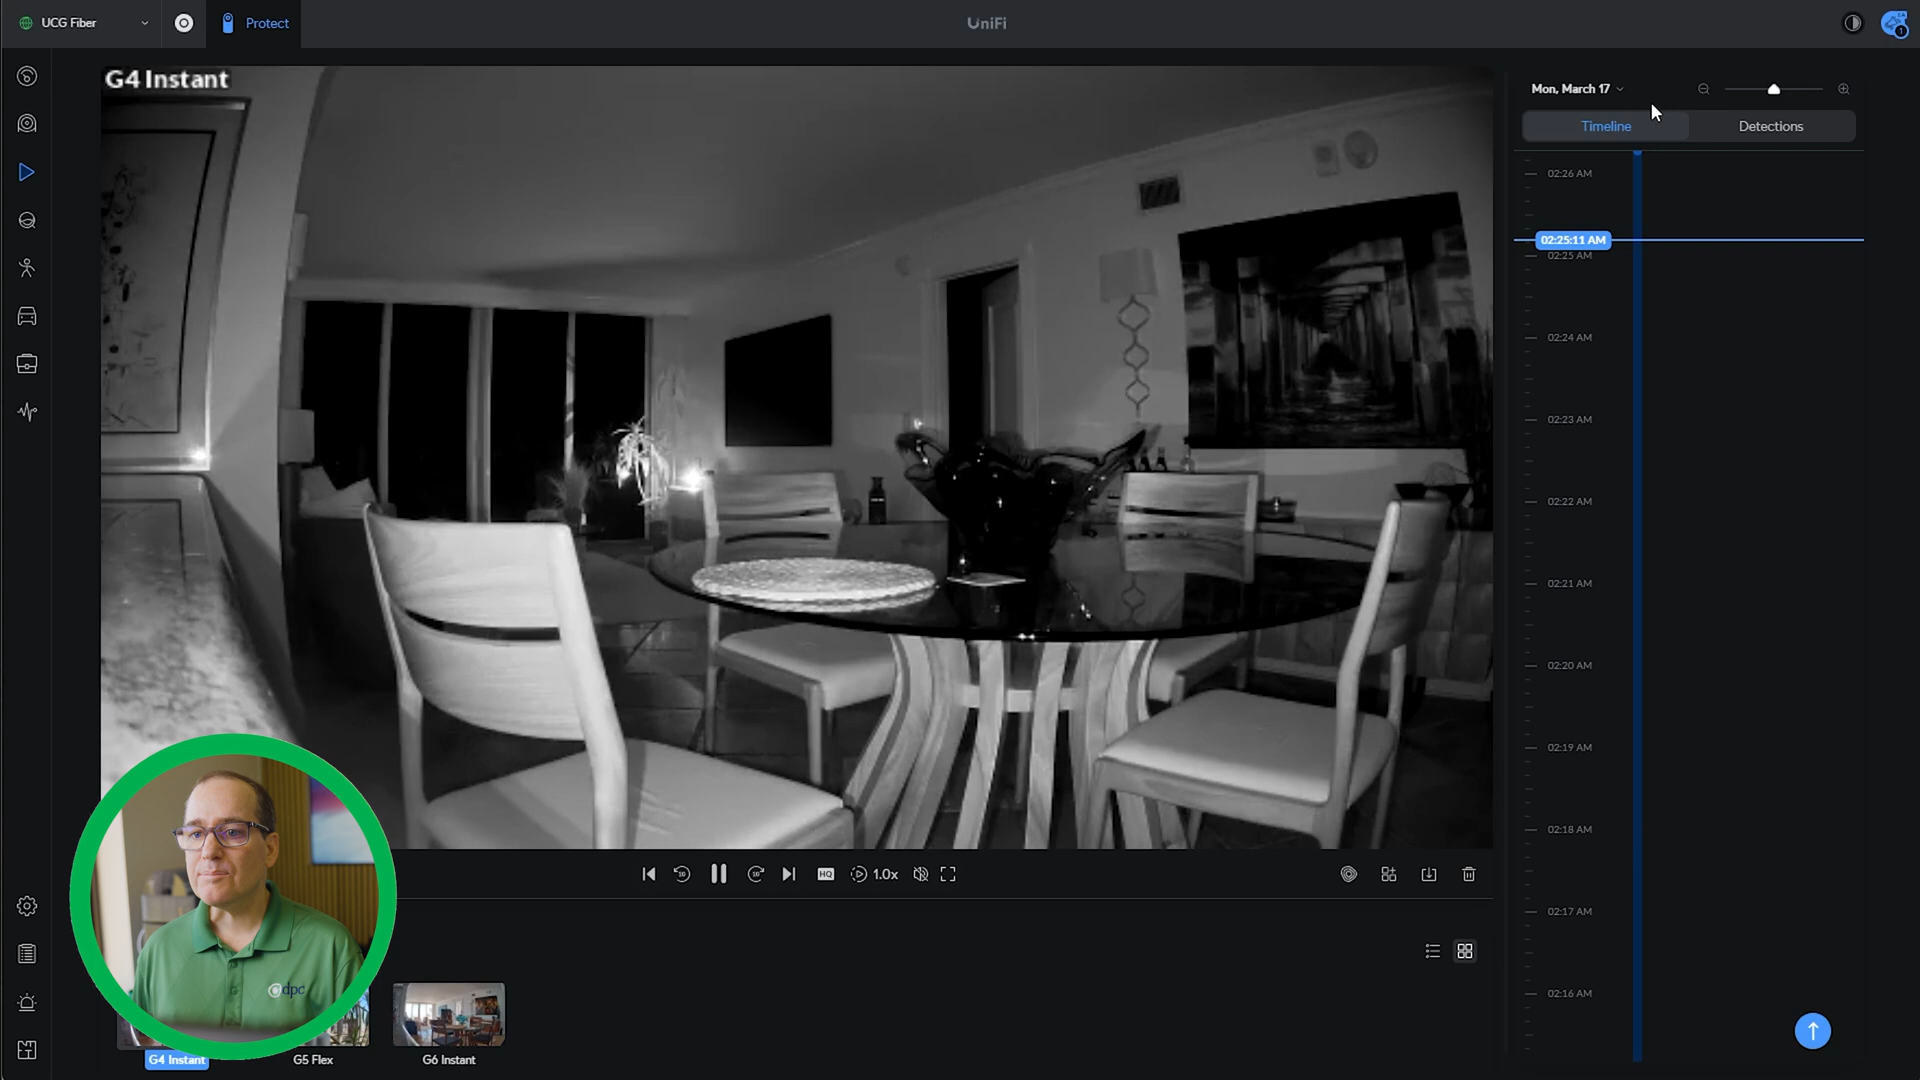 UCG Fiber
Protect
UniFi
G4 Instant
Mon, March 17
Timeline
Detections
02:26 AM
02:25:11 AM
02:25 AM
02:24 AM
02:23 AM
02:22 AM
02:21 AM
02:20 AM
02:19 AM
02:18 AM
02:17 AM
02:16 AM
HQ
1.0x
dpc
G4 Instant
G5 Flex
G6 Instant